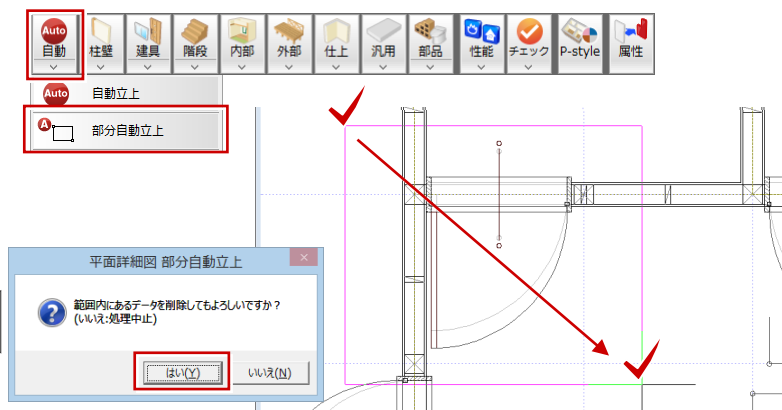 Auto
自動
柱壁
建具
階段
内部
外部
仕上
汎用
部品
性能
チェック
P-style
属性
Auto 自動立上
A 部分自動立上
平面詳細図 部分自動立上
範囲内にあるデータを削除してもよろしいですか？
(いいえ:処理中止)
はい(Y) いいえ(N)